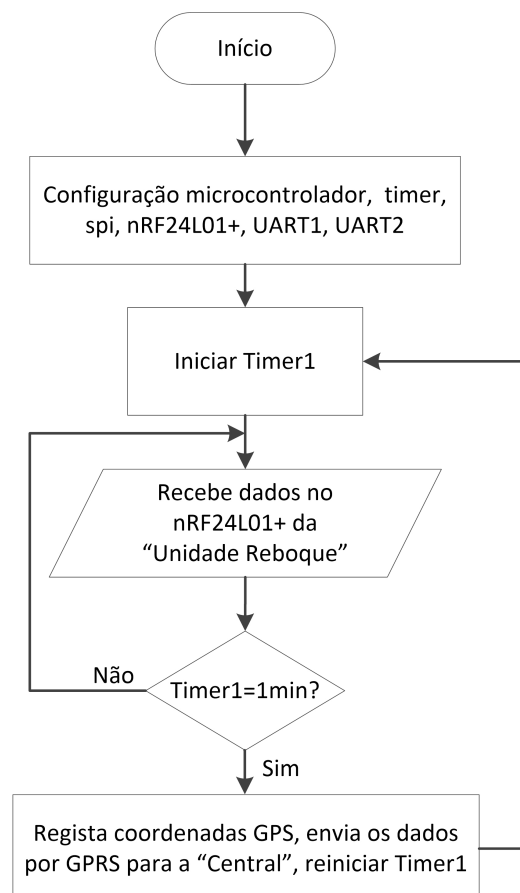 Início
Configuração microcontrolador, timer,
spi, nRF24L01+, UART1, UART2
Iniciar Timer1
Recebe dados no
nRF24L01+ da
“Unidade Reboque”
Não
Timer1=1min?
Sim
Regista coordenadas GPS, envia os dados
por GPRS para a “Central”, reiniciar Timer1